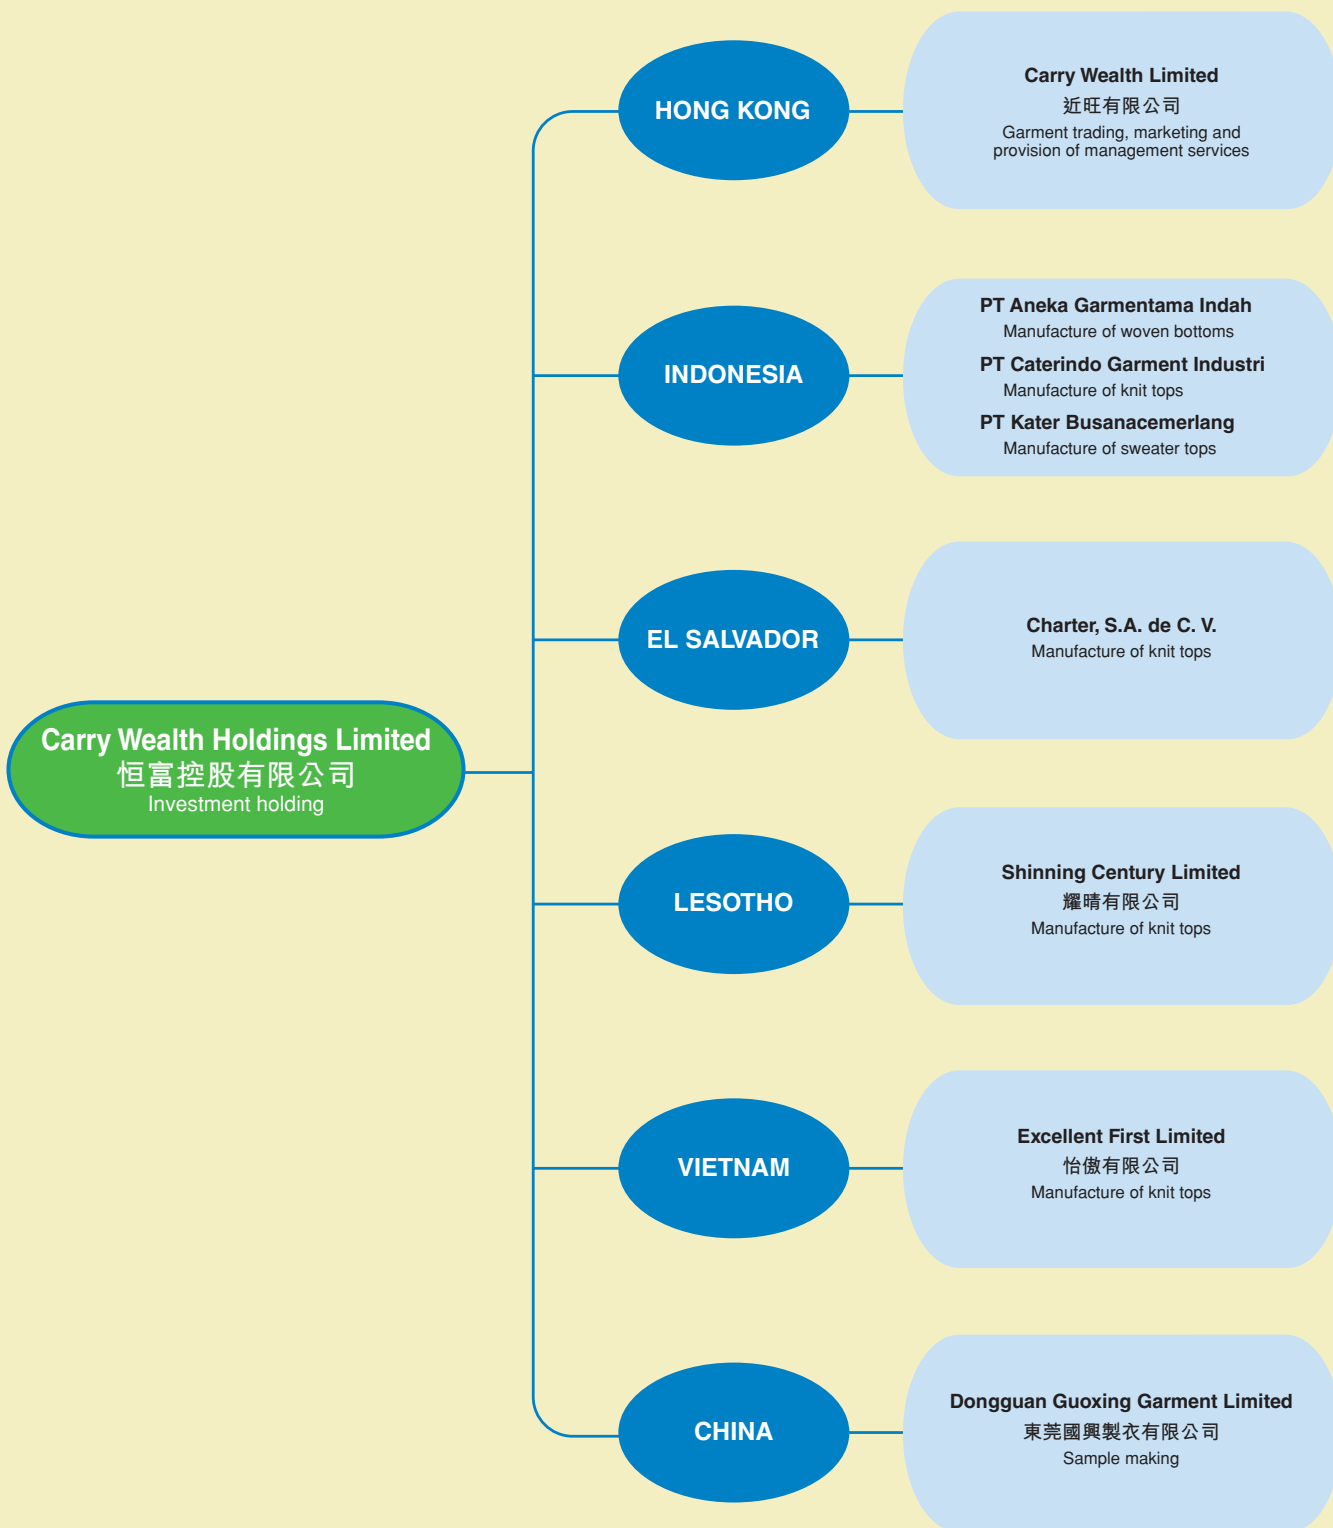 Carry Wealth Holdings Limited
恒富控股有限公司
Investment holding
HONG KONG
Carry Wealth Limited
近旺有限公司
Garment trading, marketing and
provision of management services
INDONESIA
PT Aneka Garmentama Indah
Manufacture of woven bottoms
PT Caterindo Garment Industri
Manufacture of knit tops
PT Kater Busanacemerlang
Manufacture of sweater tops
EL SALVADOR
Charter, S.A. de C. V.
Manufacture of knit tops
LESOTHO
Shinning Century Limited
耀晴有限公司
Manufacture of knit tops
VIETNAM
Excellent First Limited
怡傲有限公司
Manufacture of knit tops
CHINA
Dongguan Guoxing Garment Limited
東莞國興製衣有限公司
Sample making